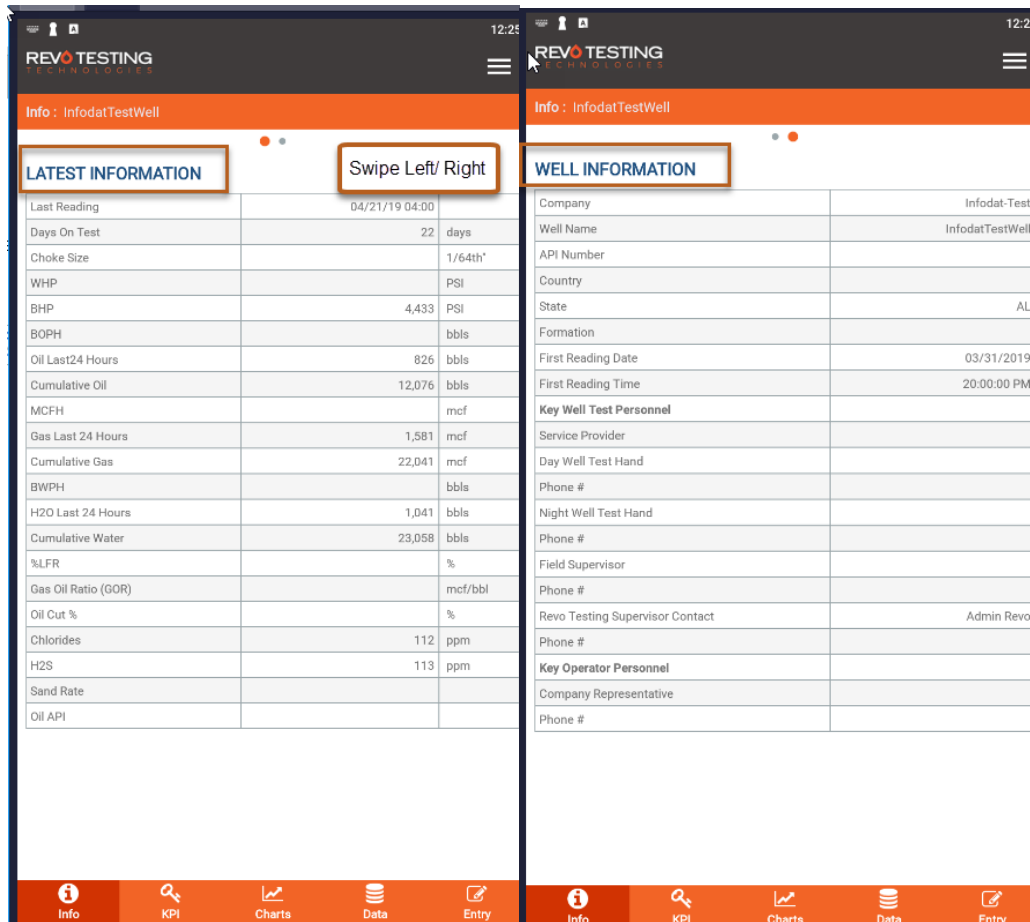 12:25
REVO TESTING
TECHNOLOGIES
Info : InfodatTestWell
LATEST INFORMATION
Swipe Left/ Right
Last Reading 04/21/19 04:00
Days On Test 22 days
Choke Size 1/64th"
WHP PSI
BHP 4,433 PSI
BOPH bbls
Oil Last24 Hours 826 bbls
Cumulative Oil 12,076 bbls
MCFH mcf
Gas Last 24 Hours 1,581 mcf
Cumulative Gas 22,041 mcf
BWPH bbls
H2O Last 24 Hours 1,041 bbls
Cumulative Water 23,058 bbls
%LFR %
Gas Oil Ratio (GOR) mcf/bbl
Oil Cut % %
Chlorides 112 ppm
H2S 113 ppm
Sand Rate
Oil API
Info KPI Charts Data Entry
12:2
REVO TESTING
TECHNOLOGIES
Info : InfodatTestWell
WELL INFORMATION
Company Infodat-Test
Well Name InfodatTestWell
API Number
Country
State AL
Formation
First Reading Date 03/31/2019
First Reading Time 20:00:00 PM
Key Well Test Personnel
Service Provider
Day Well Test Hand
Phone #
Night Well Test Hand
Phone #
Field Supervisor
Phone #
Revo Testing Supervisor Contact Admin Revo
Phone #
Key Operator Personnel
Company Representative
Phone #
Info KPI Charts Data Entry